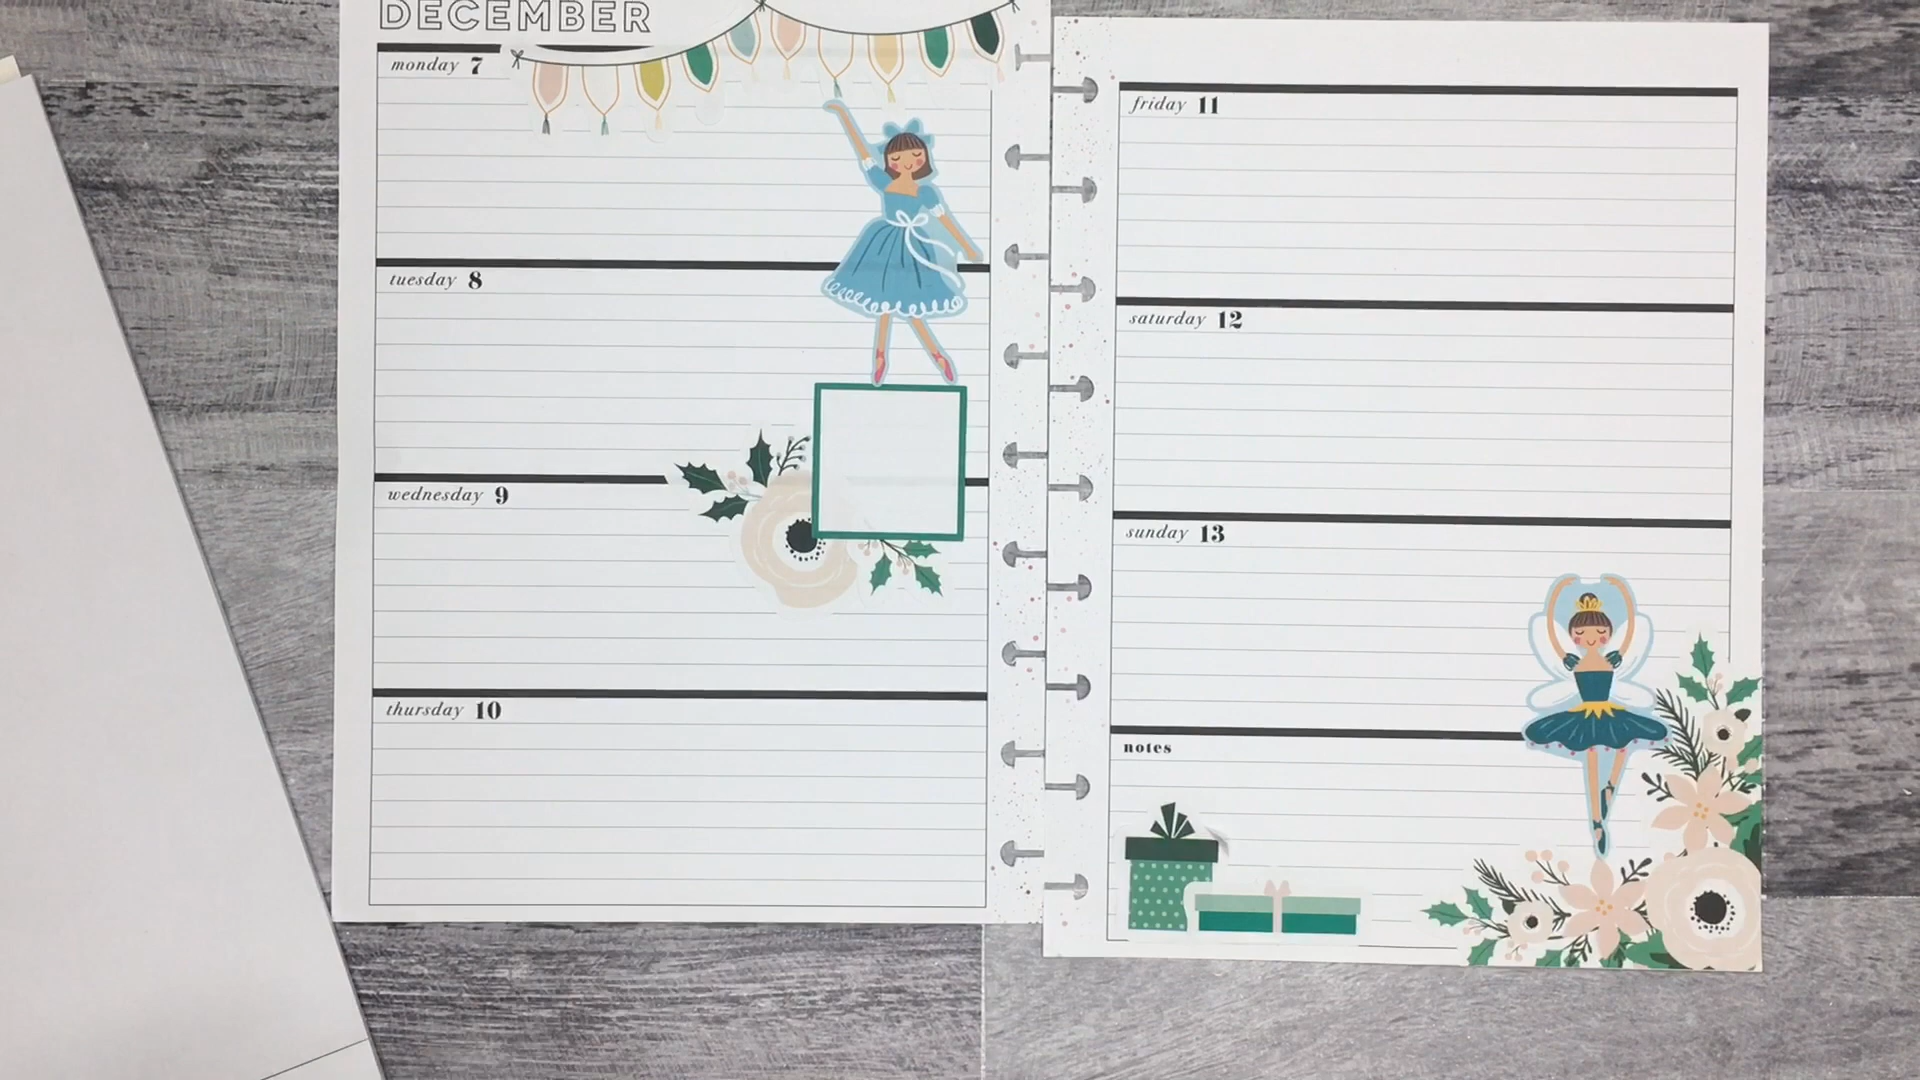 DECEMBER
monday 7
tuesday 8
wednesday 9
thursday 10
friday 11
saturday 12
sunday 13
notes